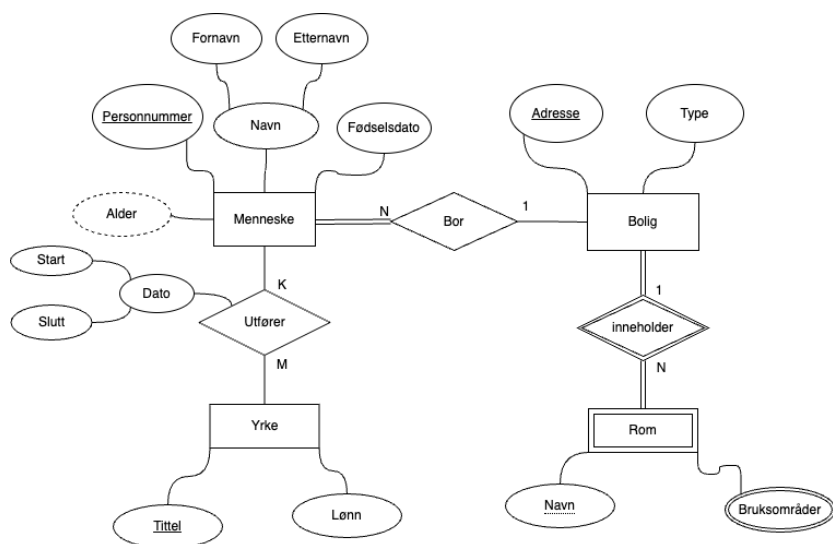 Fornavn
Etternavn
Personnummer
Navn
Fødselsdato
Adresse
Type
Alder
Menneske
N
Bor
1
Bolig
Start
Dato
Slutt
K
Utfører
M
1
inneholder
N
Yrke
Rom
Tittel
Lønn
Navn
Bruksområder